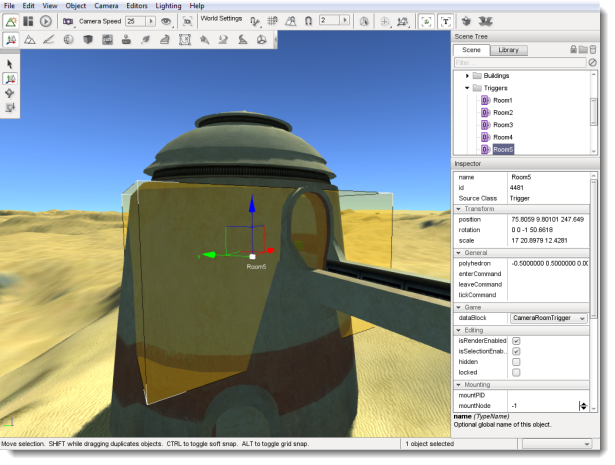 File Edit View Object Camera Editors Lighting Help
Camera Speed 25 World Settings 2
Scene Tree
Scene Library
Filter...
Buildings
Triggers
Room1
Room2
Room3
Room4
Room5
Inspector
name Room5
id 4481
Source Class Trigger
Transform
position 75.8059 9.80101 247.649
rotation 0 0 -1 50.6618
scale 17 20.8979 12.4281
General
polyhedron -0.5000000 0.5000000 0.00
enterCommand
leaveCommand
tickCommand
Game
dataBlock CameraRoomTrigger
Editing
isRenderEnabled
isSelectionEnab...
hidden
locked
Mounting
mountPID
mountNode -1
name (TypeName)
Optional global name of this object.
Room5
Move selection. SHIFT while dragging duplicates objects. CTRL to toggle soft snap. ALT to toggle grid snap. 1 object selected